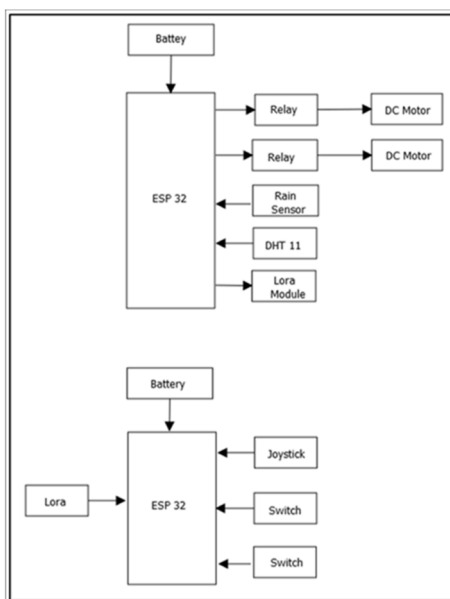 Battey
Relay
DC Motor
Relay
DC Motor
ESP 32
Rain
Sensor
DHT 11
Lora
Module
Battery
Joystick
Lora
ESP 32
Switch
Switch